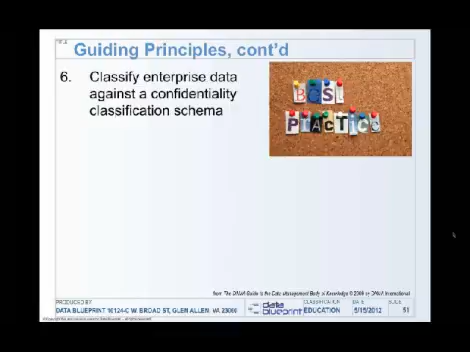 Guiding Principles, cont'd
6. Classify enterprise data
against a confidentiality
classification schema
BEST
PRACTICE
from The DAMA Guide to the Data Management Body of Knowledge © 2009 by DAMA International
PRODUCED BY
DATA BLUEPRINT 10124-C W. BROAD ST, GLEN ALLEN, VA 23060
data
blueprint
CLASSIFICATION
EDUCATION
DATE
5/15/2012
SLIDE
51